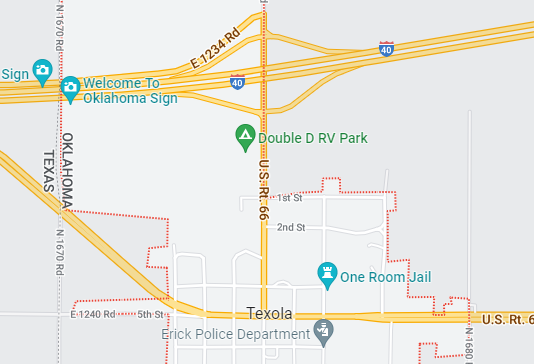 N 1670 Rd
E 1234 Rd
40
Sign
Welcome To
Oklahoma Sign
40
Double D RV Park
OKLAHOMA
TEXAS
U.S. Rt. 66
1st St
2nd St
N 1670 Rd
One Room Jail
E 1240 Rd
5th St
Texola
U.S. Rt. 6
Erick Police Department
N 1680